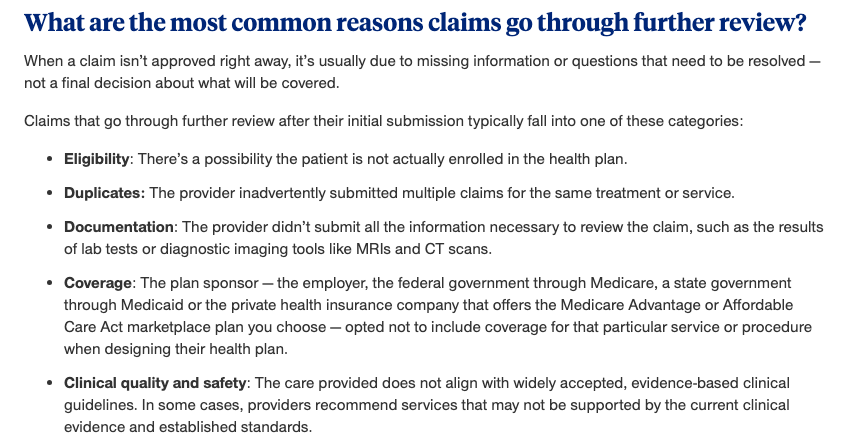 What are the most common reasons claims go through further review?
When a claim isn’t approved right away, it’s usually due to missing information or questions that need to be resolved —
not a final decision about what will be covered.
Claims that go through further review after their initial submission typically fall into one of these categories:
• Eligibility: There’s a possibility the patient is not actually enrolled in the health plan.
• Duplicates: The provider inadvertently submitted multiple claims for the same treatment or service.
• Documentation: The provider didn’t submit all the information necessary to review the claim, such as the results
of lab tests or diagnostic imaging tools like MRIs and CT scans.
• Coverage: The plan sponsor — the employer, the federal government through Medicare, a state government
through Medicaid or the private health insurance company that offers the Medicare Advantage or Affordable
Care Act marketplace plan you choose — opted not to include coverage for that particular service or procedure
when designing their health plan.
• Clinical quality and safety: The care provided does not align with widely accepted, evidence-based clinical
guidelines. In some cases, providers recommend services that may not be supported by the current clinical
evidence and established standards.